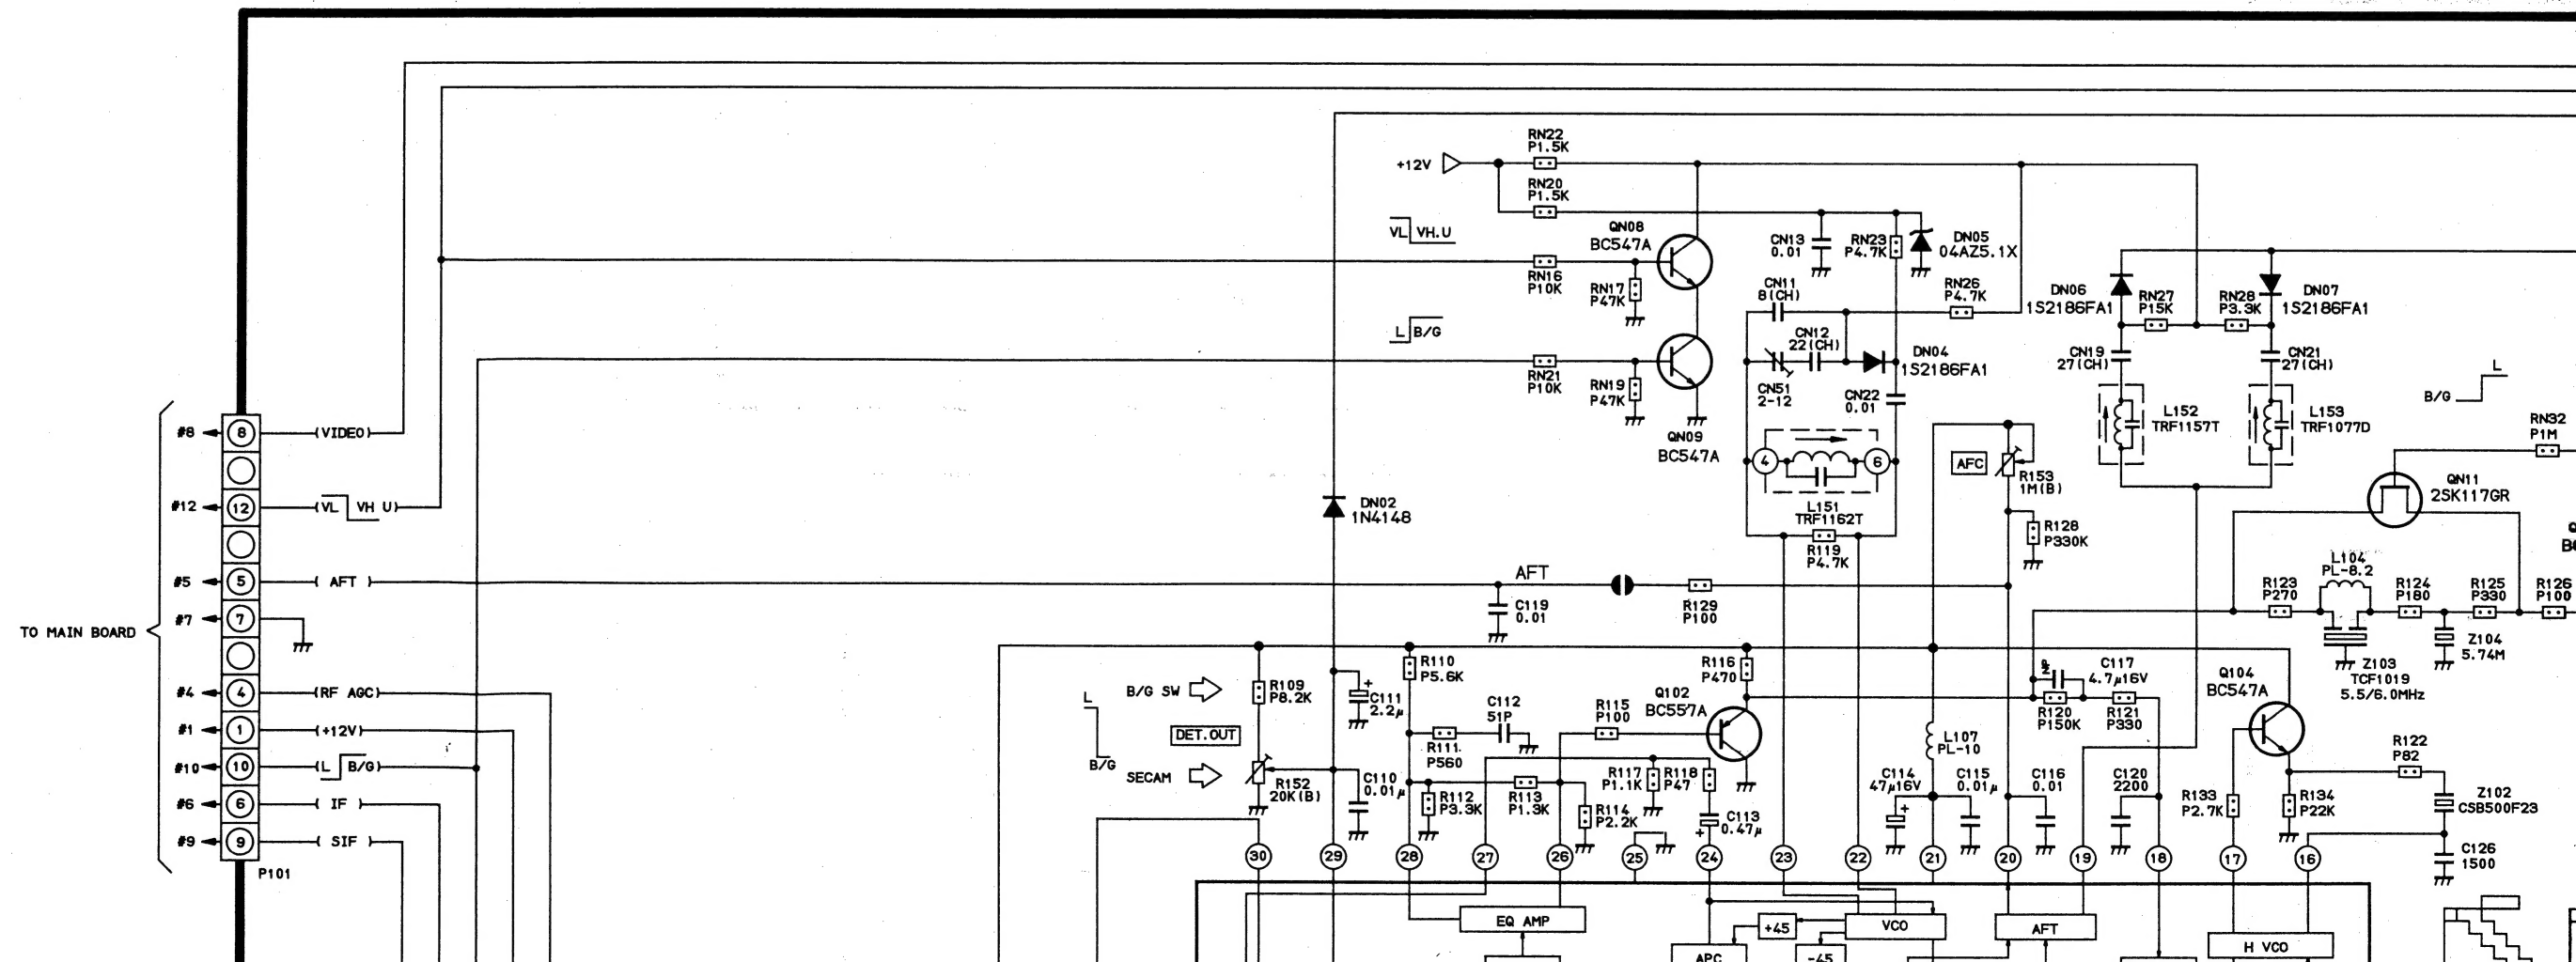 RN22
P1.5K
+12V
RN20
P1.5K
VL VH.U
QN08
BC547A
CN13
0.01
RN23
P4.7K
DN05
04AZ5.1X
RN16
P10K
RN17
P47K
CN11
8(CH)
RN26
P4.7K
DN06
1S2186FA1
RN27
P15K
RN28
P3.3K
DN07
1S2186FA1
L B/G
CN12
22(CH)
DN04
1S2186FA1
CN19
27(CH)
CN21
27(CH)
RN21
P10K
RN19
P47K
CN51
2-12
CN22
0.01
L
B/G
L152
TRF1157T
L153
TRF1077D
RN32
P1M
#8 8 (VIDEO)
QN09
BC547A
4 6
AFC
R153
1M(B)
QN11
2SK117GR
#12 12 (VL VH U)
DN02
1N4148
L151
TRF1162T
R128
P330K
R119
P4.7K
L104
PL-8.2
#5 5 ( AFT )
AFT
C119
0.01
R129
P100
R123
P270
R124
P180
R125
P330
R126
P100
#7 7
TO MAIN BOARD
Z104
5.74M
Z103
TCF1019
5.5/6.0MHz
#4 4 (RF AGC)
L
B/G
B/G SW
R109
P8.2K
C111
2.2μ
R110
P5.6K
C112
51P
R115
P100
R116
P470
Q102
BC557A
C117
4.7μ16V
R120
P150K
R121
P330
Q104
BC547A
#1 1 (+12V)
DET.OUT
R111
P560
L107
PL-10
R122
P82
#10 10 (L B/G)
SECAM
R152
20K(B)
C110
0.01μ
R112
P3.3K
R113
P1.3K
R114
P2.2K
R117
P1.1K
R118
P47
C113
0.47μ
C114
47μ16V
C115
0.01μ
C116
0.01
C120
2200
R133
P2.7K
R134
P22K
Z102
CSB500F23
#6 6 ( IF )
#9 9 ( SIF )
P101
30 29 28 27 26 25 24 23 22 21 20 19 18 17 16
C126
1500
EQ AMP
+45
VCO
AFT
H VCO
APC
-45